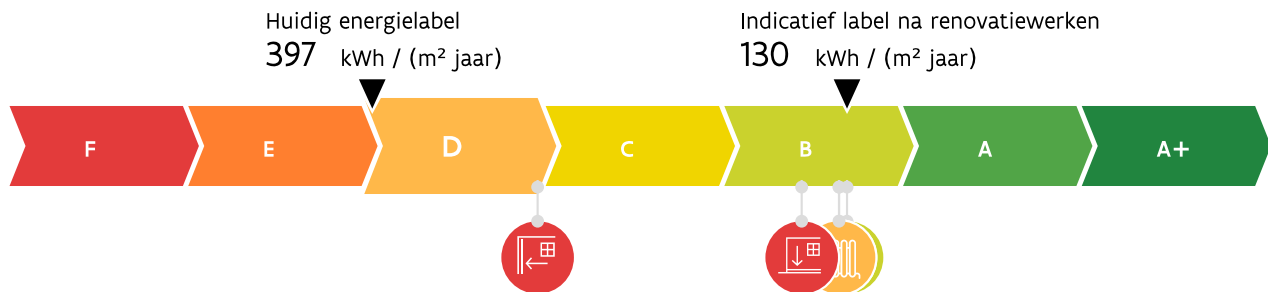 Huidig energielabel
397 kWh / (m² jaar)
Indicatief label na renovatiewerken
130 kWh / (m² jaar)
F E D C B A A+